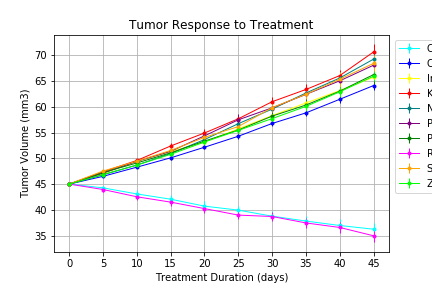 Tumor Response to Treatment
Tumor Volume (mm3)
70
65
60
55
50
45
40
35
0 5 10 15 20 25 30 35 40 45
Treatment Duration (days)
C
C
K
N
P
P
R
S
Z